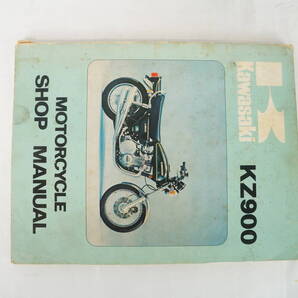 Kawasaki
KZ900
MOTORCYCLE
SHOP MANUAL